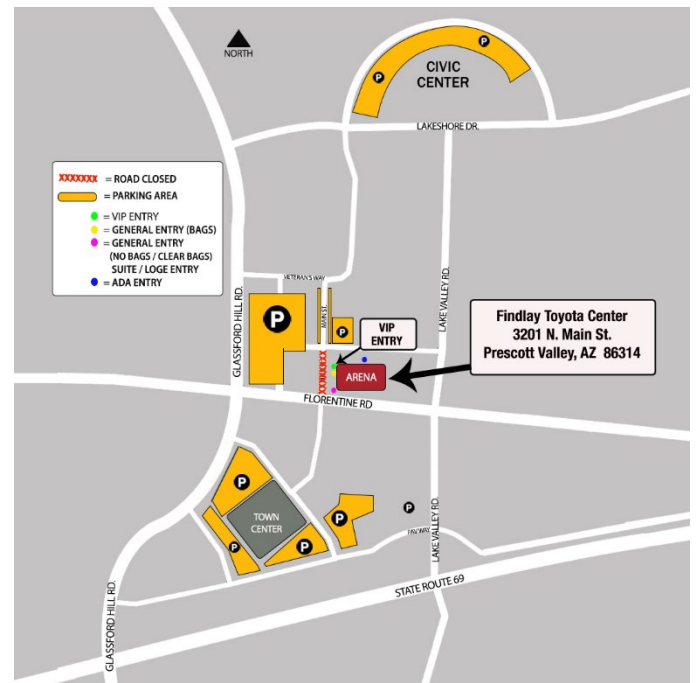 NORTH
P
P
CIVIC
CENTER
LAKESHORE DR.
XXXXXXX = ROAD CLOSED
= PARKING AREA
= VIP ENTRY
= GENERAL ENTRY (BAGS)
= GENERAL ENTRY
(NO BAGS / CLEAR BAGS)
SUITE / LOGE ENTRY
= ADA ENTRY
VETERAN'S WAY
GLASSFORD HILL RD.
P
MAIN ST.
P
VIP
ENTRY
LAKE VALLEY RD.
Findlay Toyota Center
3201 N. Main St.
Prescott Valley, AZ 86314
ARENA
FLORENTINE RD
P
TOWN
CENTER
P
P
P
P
PAV WAY
LAKE VALLEY RD.
STATE ROUTE 69
GLASSFORD HILL RD.